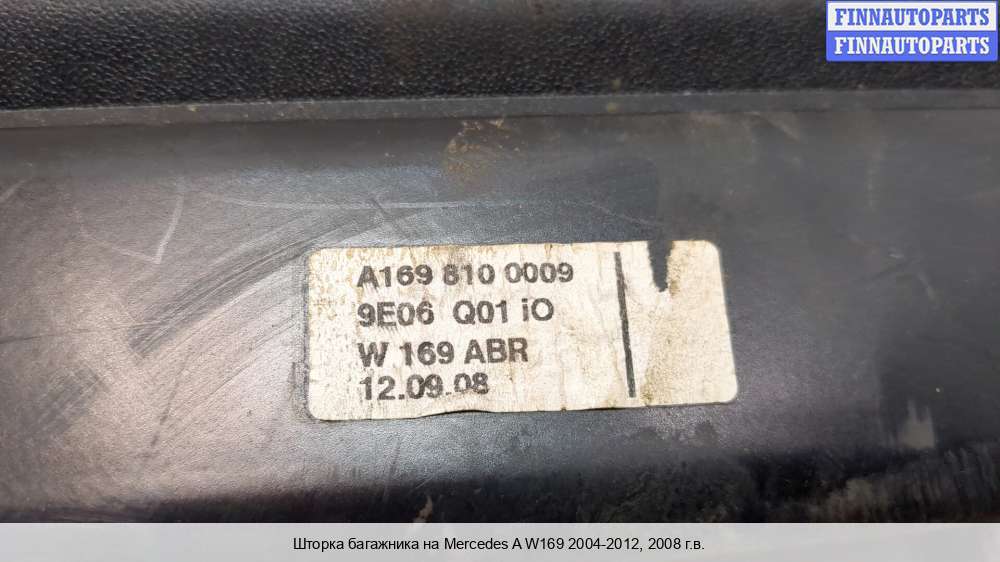 FINNAUTOPARTS
FINNAUTOPARTS
A169 810 0009
9E06 Q01 iO
W 169 ABR
12.09.08
Шторка багажника на Mercedes A W169 2004-2012, 2008 г.в.